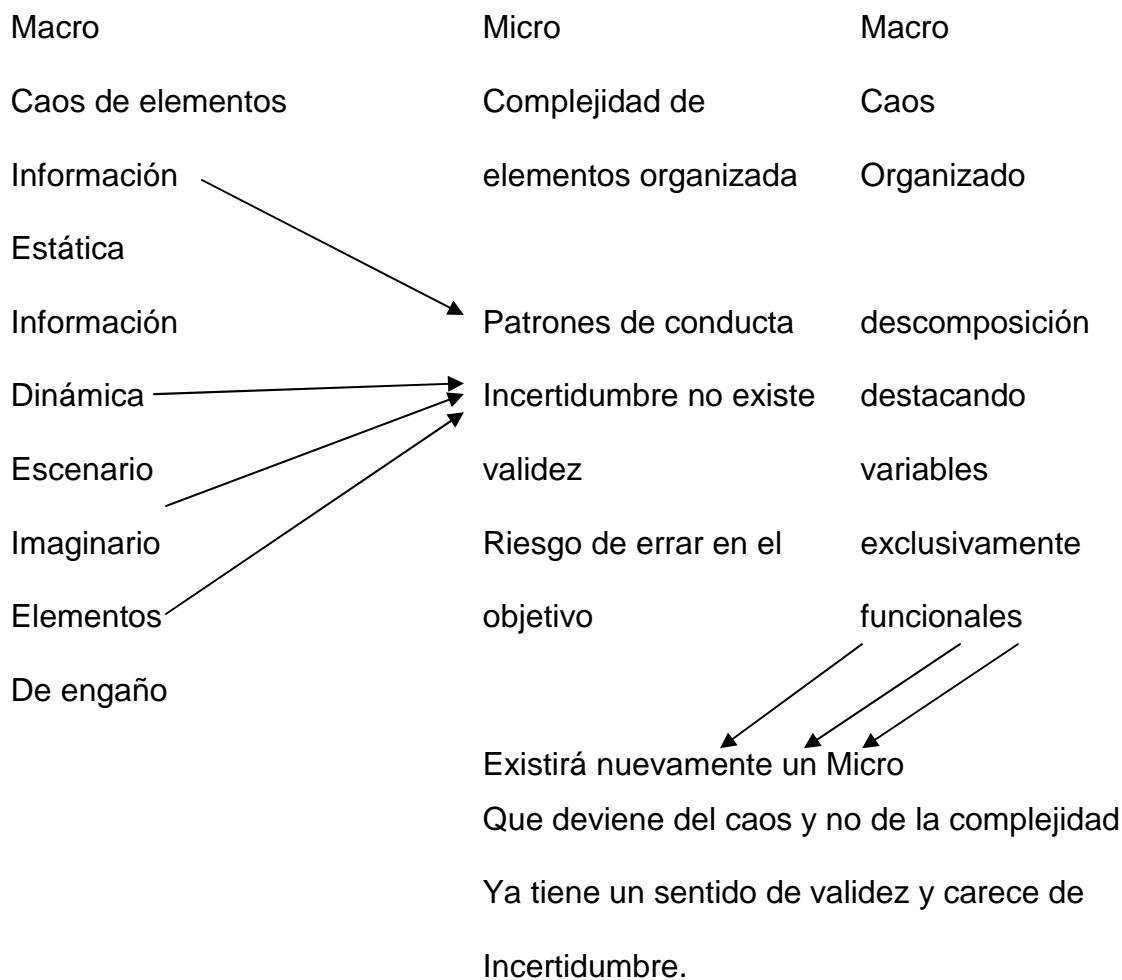 Macro Micro Macro
Caos de elementos Complejidad de Caos
Información elementos organizada Organizado
Estática
Información Patrones de conducta descomposición
Dinámica Incertidumbre no existe destacando
Escenario validez variables
Imaginario Riesgo de errar en el exclusivamente
Elementos objetivo funcionales
De engaño
Existirá nuevamente un Micro
Que deviene del caos y no de la complejidad
Ya tiene un sentido de validez y carece de
Incertidumbre.